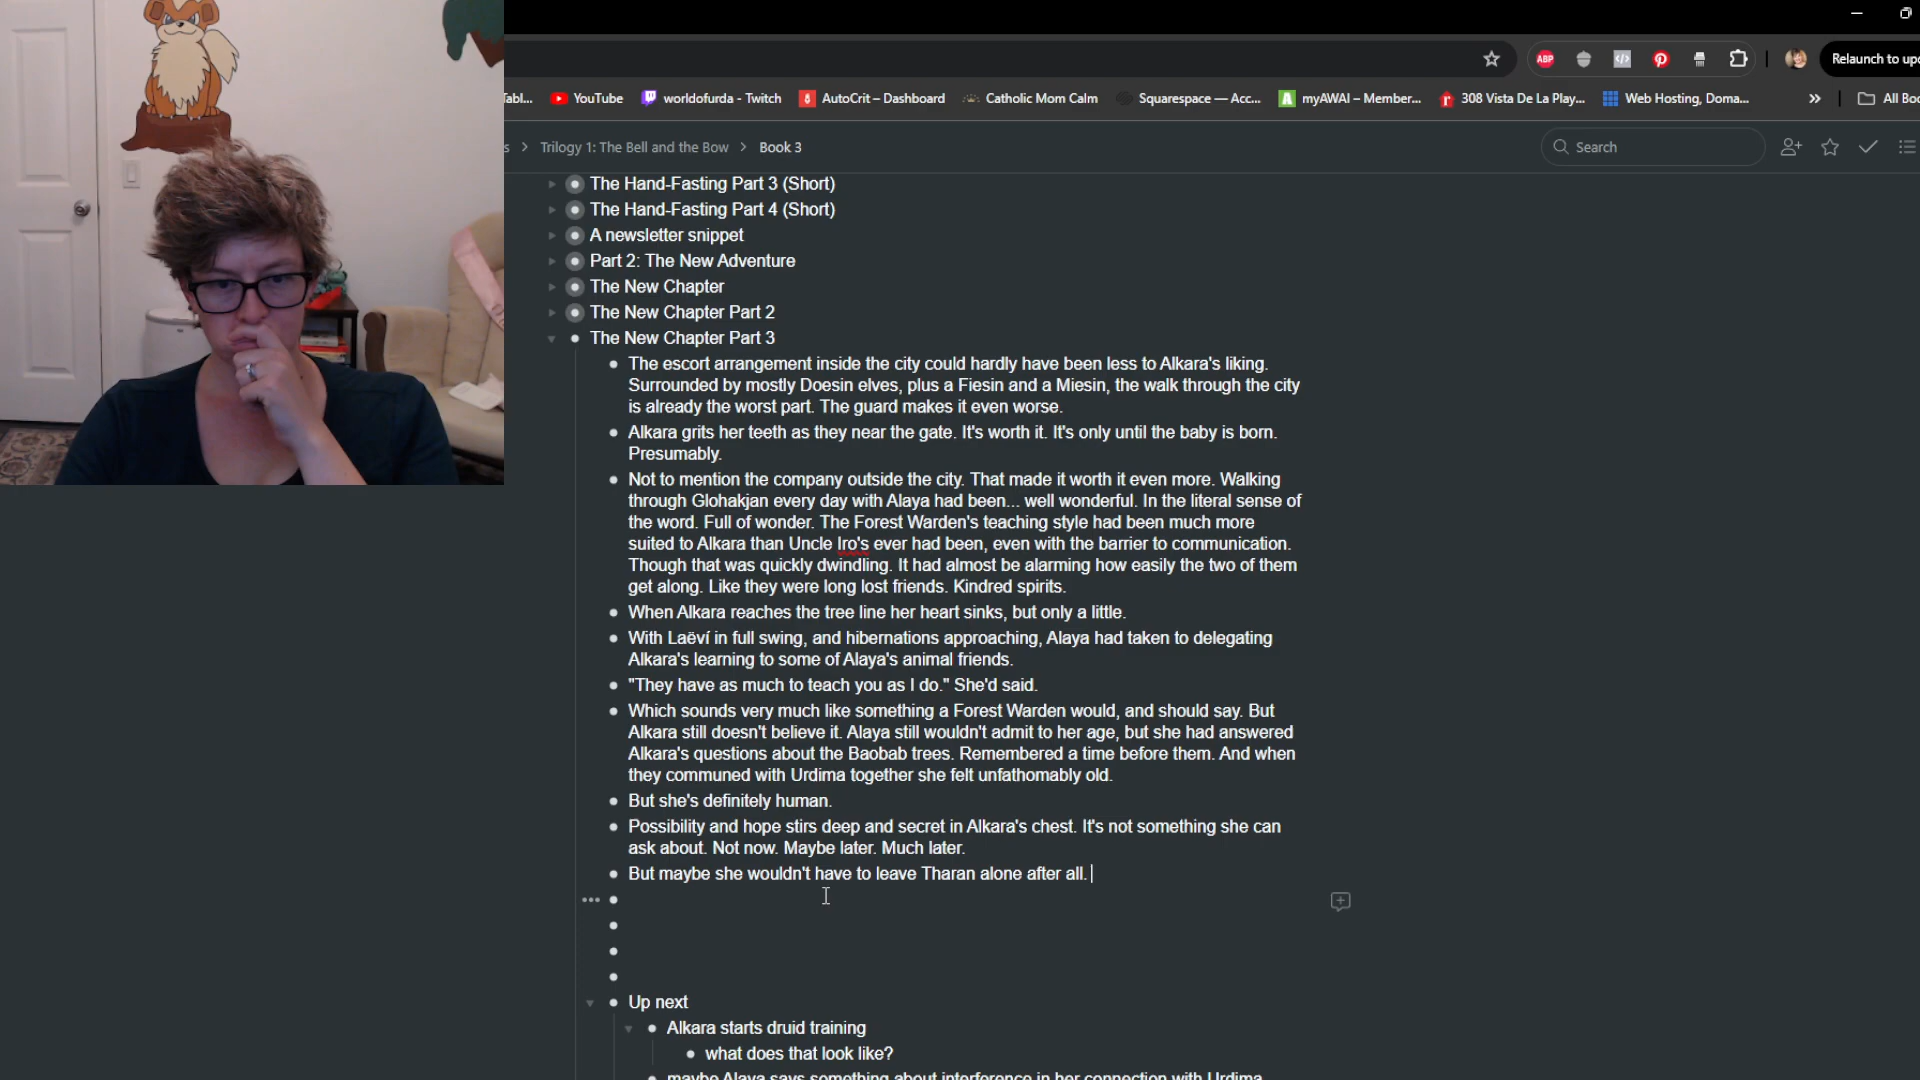 Relaunch to upd
Tabl...
YouTube
worldofurda - Twitch
AutoCrit – Dashboard
Catholic Mom Calm
Squarespace — Acc...
myAWAI – Member...
308 Vista De La Play...
Web Hosting, Doma...
All Boo
s > Trilogy 1: The Bell and the Bow > Book 3
Search
The Hand-Fasting Part 3 (Short)
The Hand-Fasting Part 4 (Short)
A newsletter snippet
Part 2: The New Adventure
The New Chapter
The New Chapter Part 2
The New Chapter Part 3
The escort arrangement inside the city could hardly have been less to Alkara's liking.
Surrounded by mostly Doesin elves, plus a Fiesin and a Miesin, the walk through the city
is already the worst part. The guard makes it even worse.
Alkara grits her teeth as they near the gate. It's worth it. It's only until the baby is born.
Presumably.
Not to mention the company outside the city. That made it worth it even more. Walking
through Glohakjan every day with Alaya had been... well wonderful. In the literal sense of
the word. Full of wonder. The Forest Warden's teaching style had been much more
suited to Alkara than Uncle Iro's ever had been, even with the barrier to communication.
Though that was quickly dwindling. It had almost be alarming how easily the two of them
get along. Like they were long lost friends. Kindred spirits.
When Alkara reaches the tree line her heart sinks, but only a little.
With Laëví in full swing, and hibernations approaching, Alaya had taken to delegating
Alkara's learning to some of Alaya's animal friends.
"They have as much to teach you as I do." She'd said.
Which sounds very much like something a Forest Warden would, and should say. But
Alkara still doesn't believe it. Alaya still wouldn't admit to her age, but she had answered
Alkara's questions about the Baobab trees. Remembered a time before them. And when
they communed with Urdima together she felt unfathomably old.
But she's definitely human.
Possibility and hope stirs deep and secret in Alkara's chest. It's not something she can
ask about. Not now. Maybe later. Much later.
But maybe she wouldn't have to leave Tharan alone after all.
Up next
Alkara starts druid training
what does that look like?
maybe Alaya says something about interference in her connection with Urdima